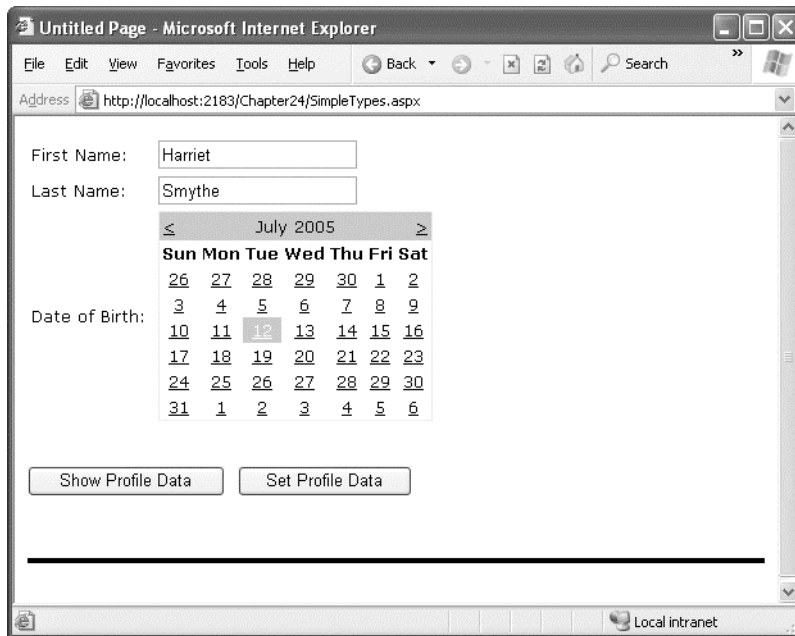 Untitled Page - Microsoft Internet Explorer
File Edit View Favorites Tools Help Back Search »
Address http://localhost:2183/Chapter24/SimpleTypes.aspx
First Name: Harriet
Last Name: Smythe
< July 2005 >
Sun Mon Tue Wed Thu Fri Sat
26 27 28 29 30 1 2
3 4 5 6 7 8 9
Date of Birth:
10 11 12 13 14 15 16
17 18 19 20 21 22 23
24 25 26 27 28 29 30
31 1 2 3 4 5 6
Show Profile Data Set Profile Data
Local intranet